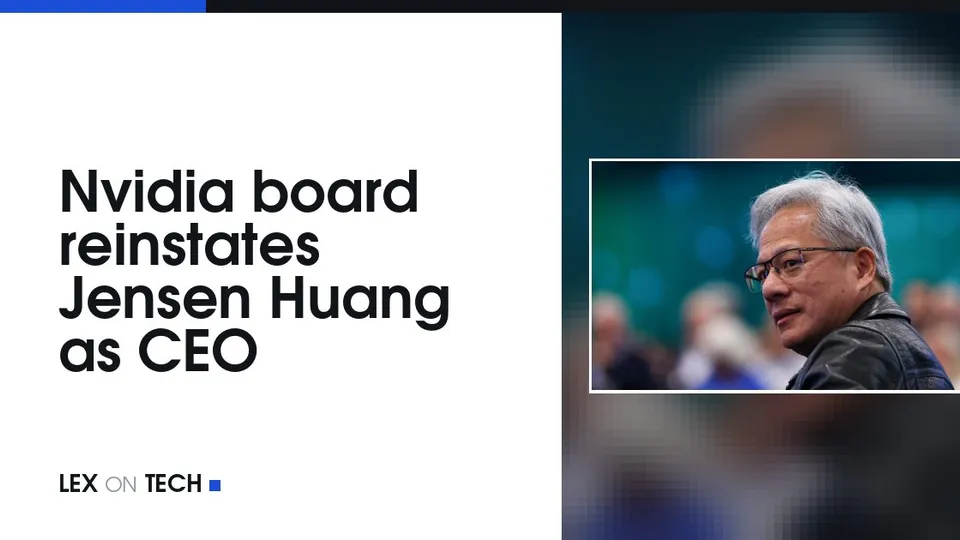 Nvidia board
reinstates
Jensen Huang
as CEO
LEX ON TECH